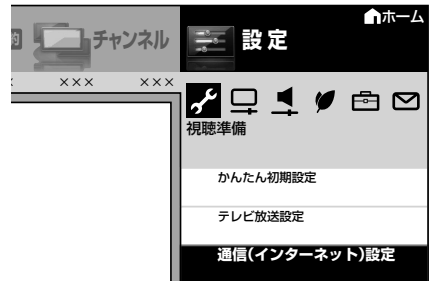 ホーム
的 チャンネル 設定
××× ×××
視聴準備
かんたん初期設定
テレビ放送設定
通信(インターネット)設定